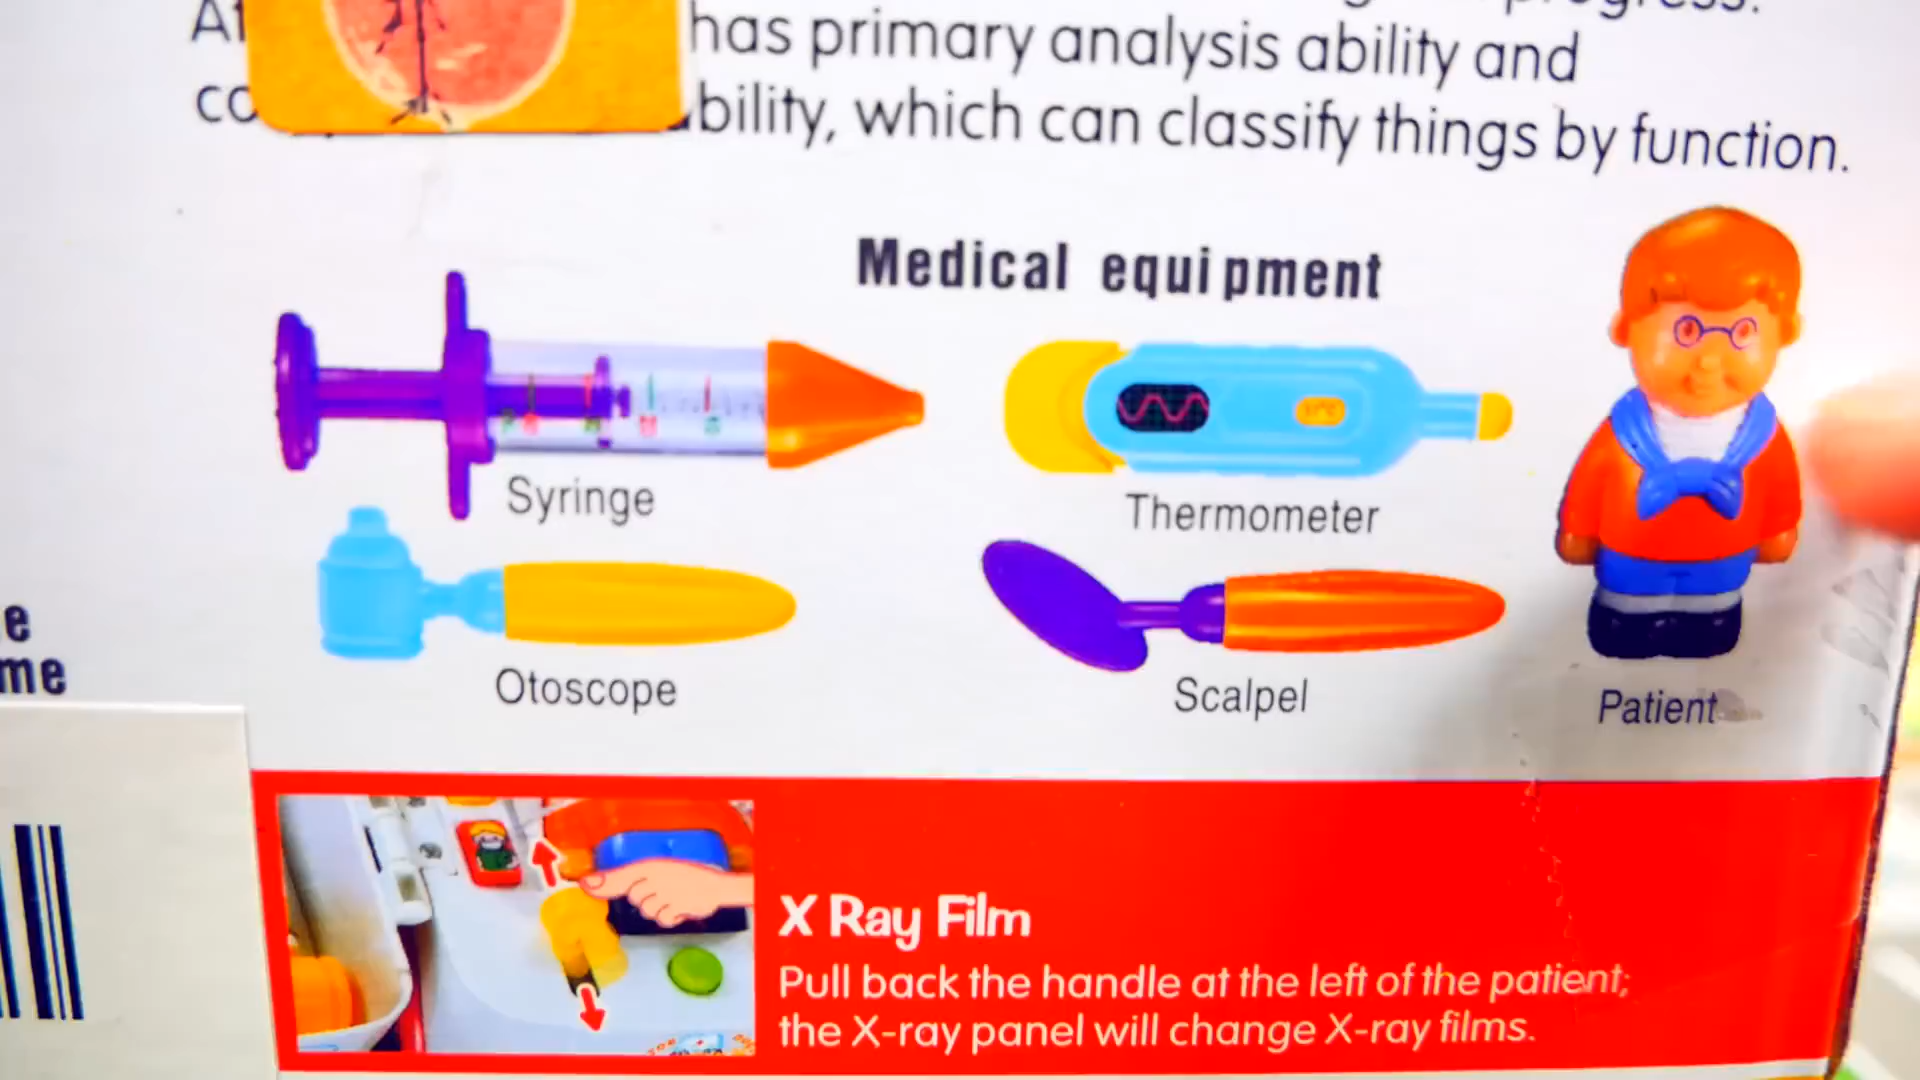 has primary analysis ability and
bility, which can classify things by function.
Medical equipment
Syringe
Thermometer
Otoscope
Scalpel
Patient
e
me
X Ray Film
Pull back the handle at the left of the patient;
the X-ray panel will change X-ray films.